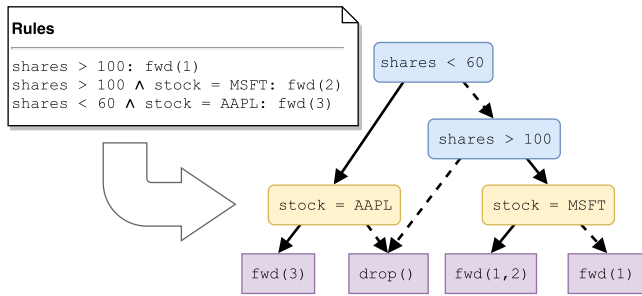 Rules
shares > 100: fwd(1)
shares > 100 ∧ stock = MSFT: fwd(2)
shares < 60 ∧ stock = AAPL: fwd(3)
shares < 60
shares > 100
stock = AAPL
stock = MSFT
fwd(3)
drop()
fwd(1,2)
fwd(1)